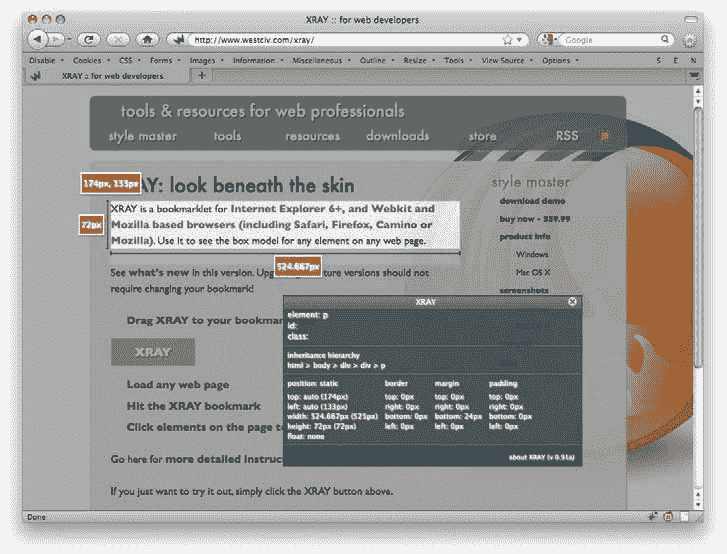 XRAY :: for web developers
http://www.westciv.com/xray/
Google
Disable Cookies CSS Forms Images Information Miscellaneous Outline Resize Tools View Source Options S E N
XRAY :: for web developers
tools & resources for web professionals
style master tools resources downloads store RSS
174px, 133px
AY: look beneath the skin
72px
XRAY is a bookmarklet for Internet Explorer 6+, and Webkit and
Mozilla based browsers (including Safari, Firefox, Camino or
Mozilla). Use it to see the box model for any element on any web page.
524.667px
See what's new in this version. Upg ture versions should not
require changing your bookmark!
Drag XRAY to your bookmar
XRAY
Load any web page
Hit the XRAY bookmark
Click elements on the page t
Go here for more detailed instruc
If you just want to try it out, simply click the XRAY button above.
style master
download demo
buy now - $59.99
product info
Windows
Mac OS X
screenshots
XRAY
element: p
id:
class:
inheritance hierarchy
html > body > div > div > p
position: static border margin padding
top: auto (174px) top: 0px top: 0px top: 0px
left: auto (133px) right: 0px right: 0px right: 0px
width: 524.667px (525px) bottom: 0px bottom: 24px bottom: 0px
height: 72px (72px) left: 0px left: 0px left: 0px
float: none
about XRAY (v 0.91a)
Done